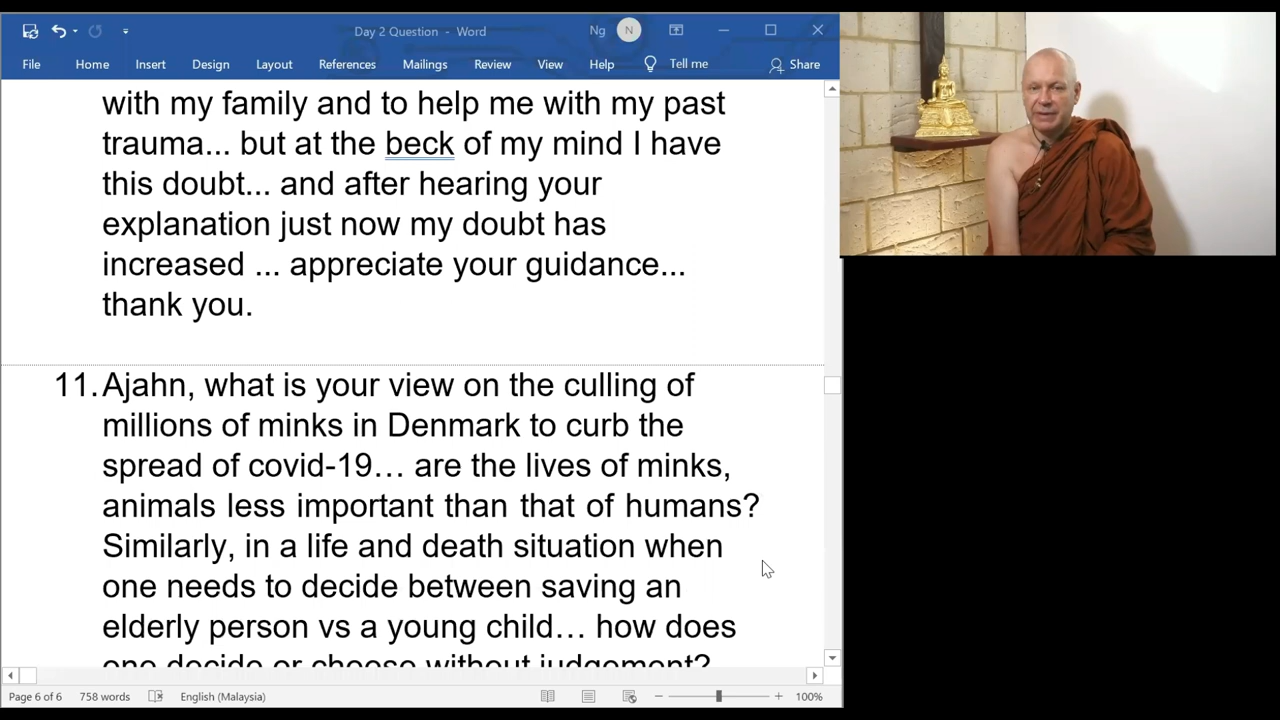 Day 2 Question - Word
Ng
N
File
Home
Insert
Design
Layout
References
Mailings
Review
View
Help
Tell me
Share
with my family and to help me with my past
trauma... but at the beck of my mind I have
this doubt... and after hearing your
explanation just now my doubt has
increased ... appreciate your guidance...
thank you.
11. Ajahn, what is your view on the culling of
millions of minks in Denmark to curb the
spread of covid-19… are the lives of minks,
animals less important than that of humans?
Similarly, in a life and death situation when
one needs to decide between saving an
elderly person vs a young child… how does
one decide or choose without judgement?
Page 6 of 6
758 words
English (Malaysia)
100%